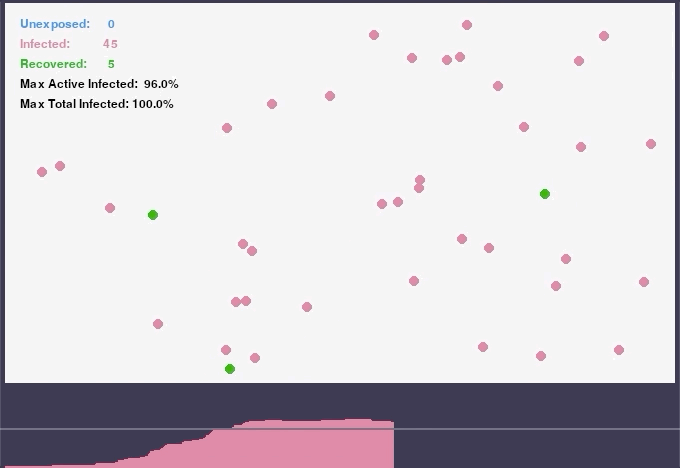 Unexposed: 0
Infected: 45
Recovered: 5
Max Active Infected: 96.0%
Max Total Infected: 100.0%